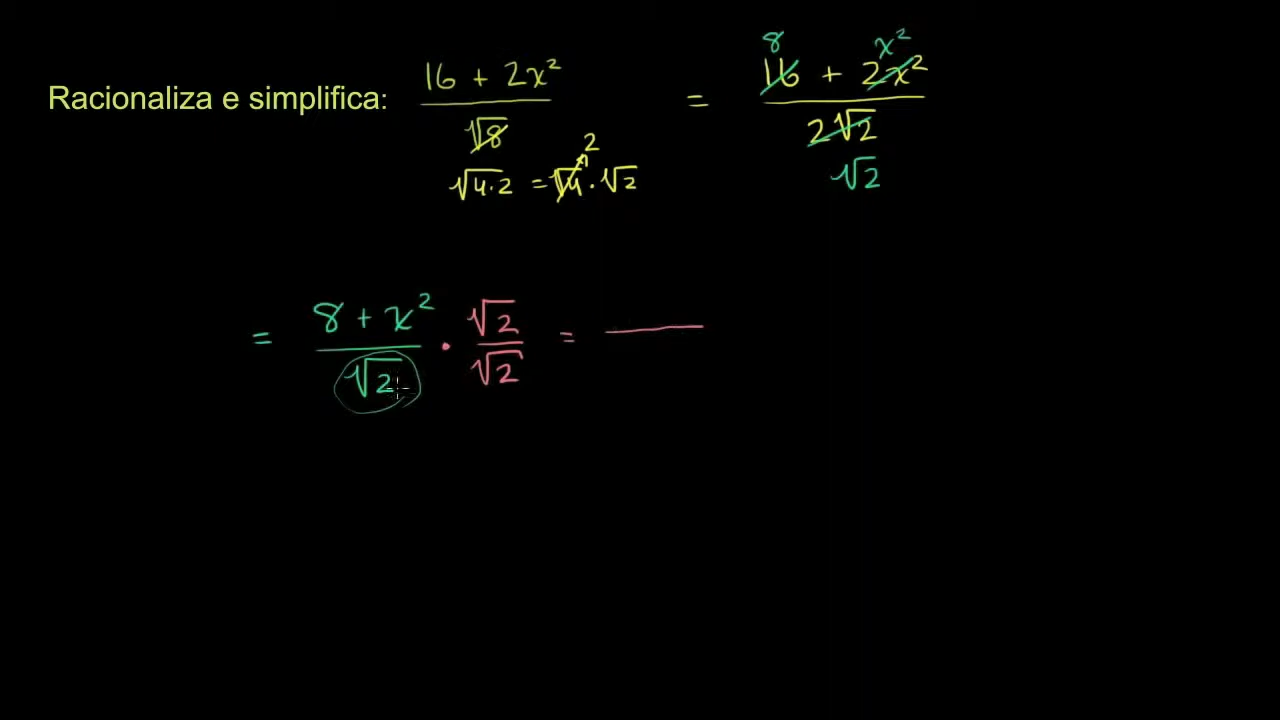 Racionaliza e simplifica: 16 + 2x² / √8 = 16 + 2x² / 2√2
8 x²
√4·2 = √4 · √2
2
√2
= 8 + x² / √2 · √2 / √2 =